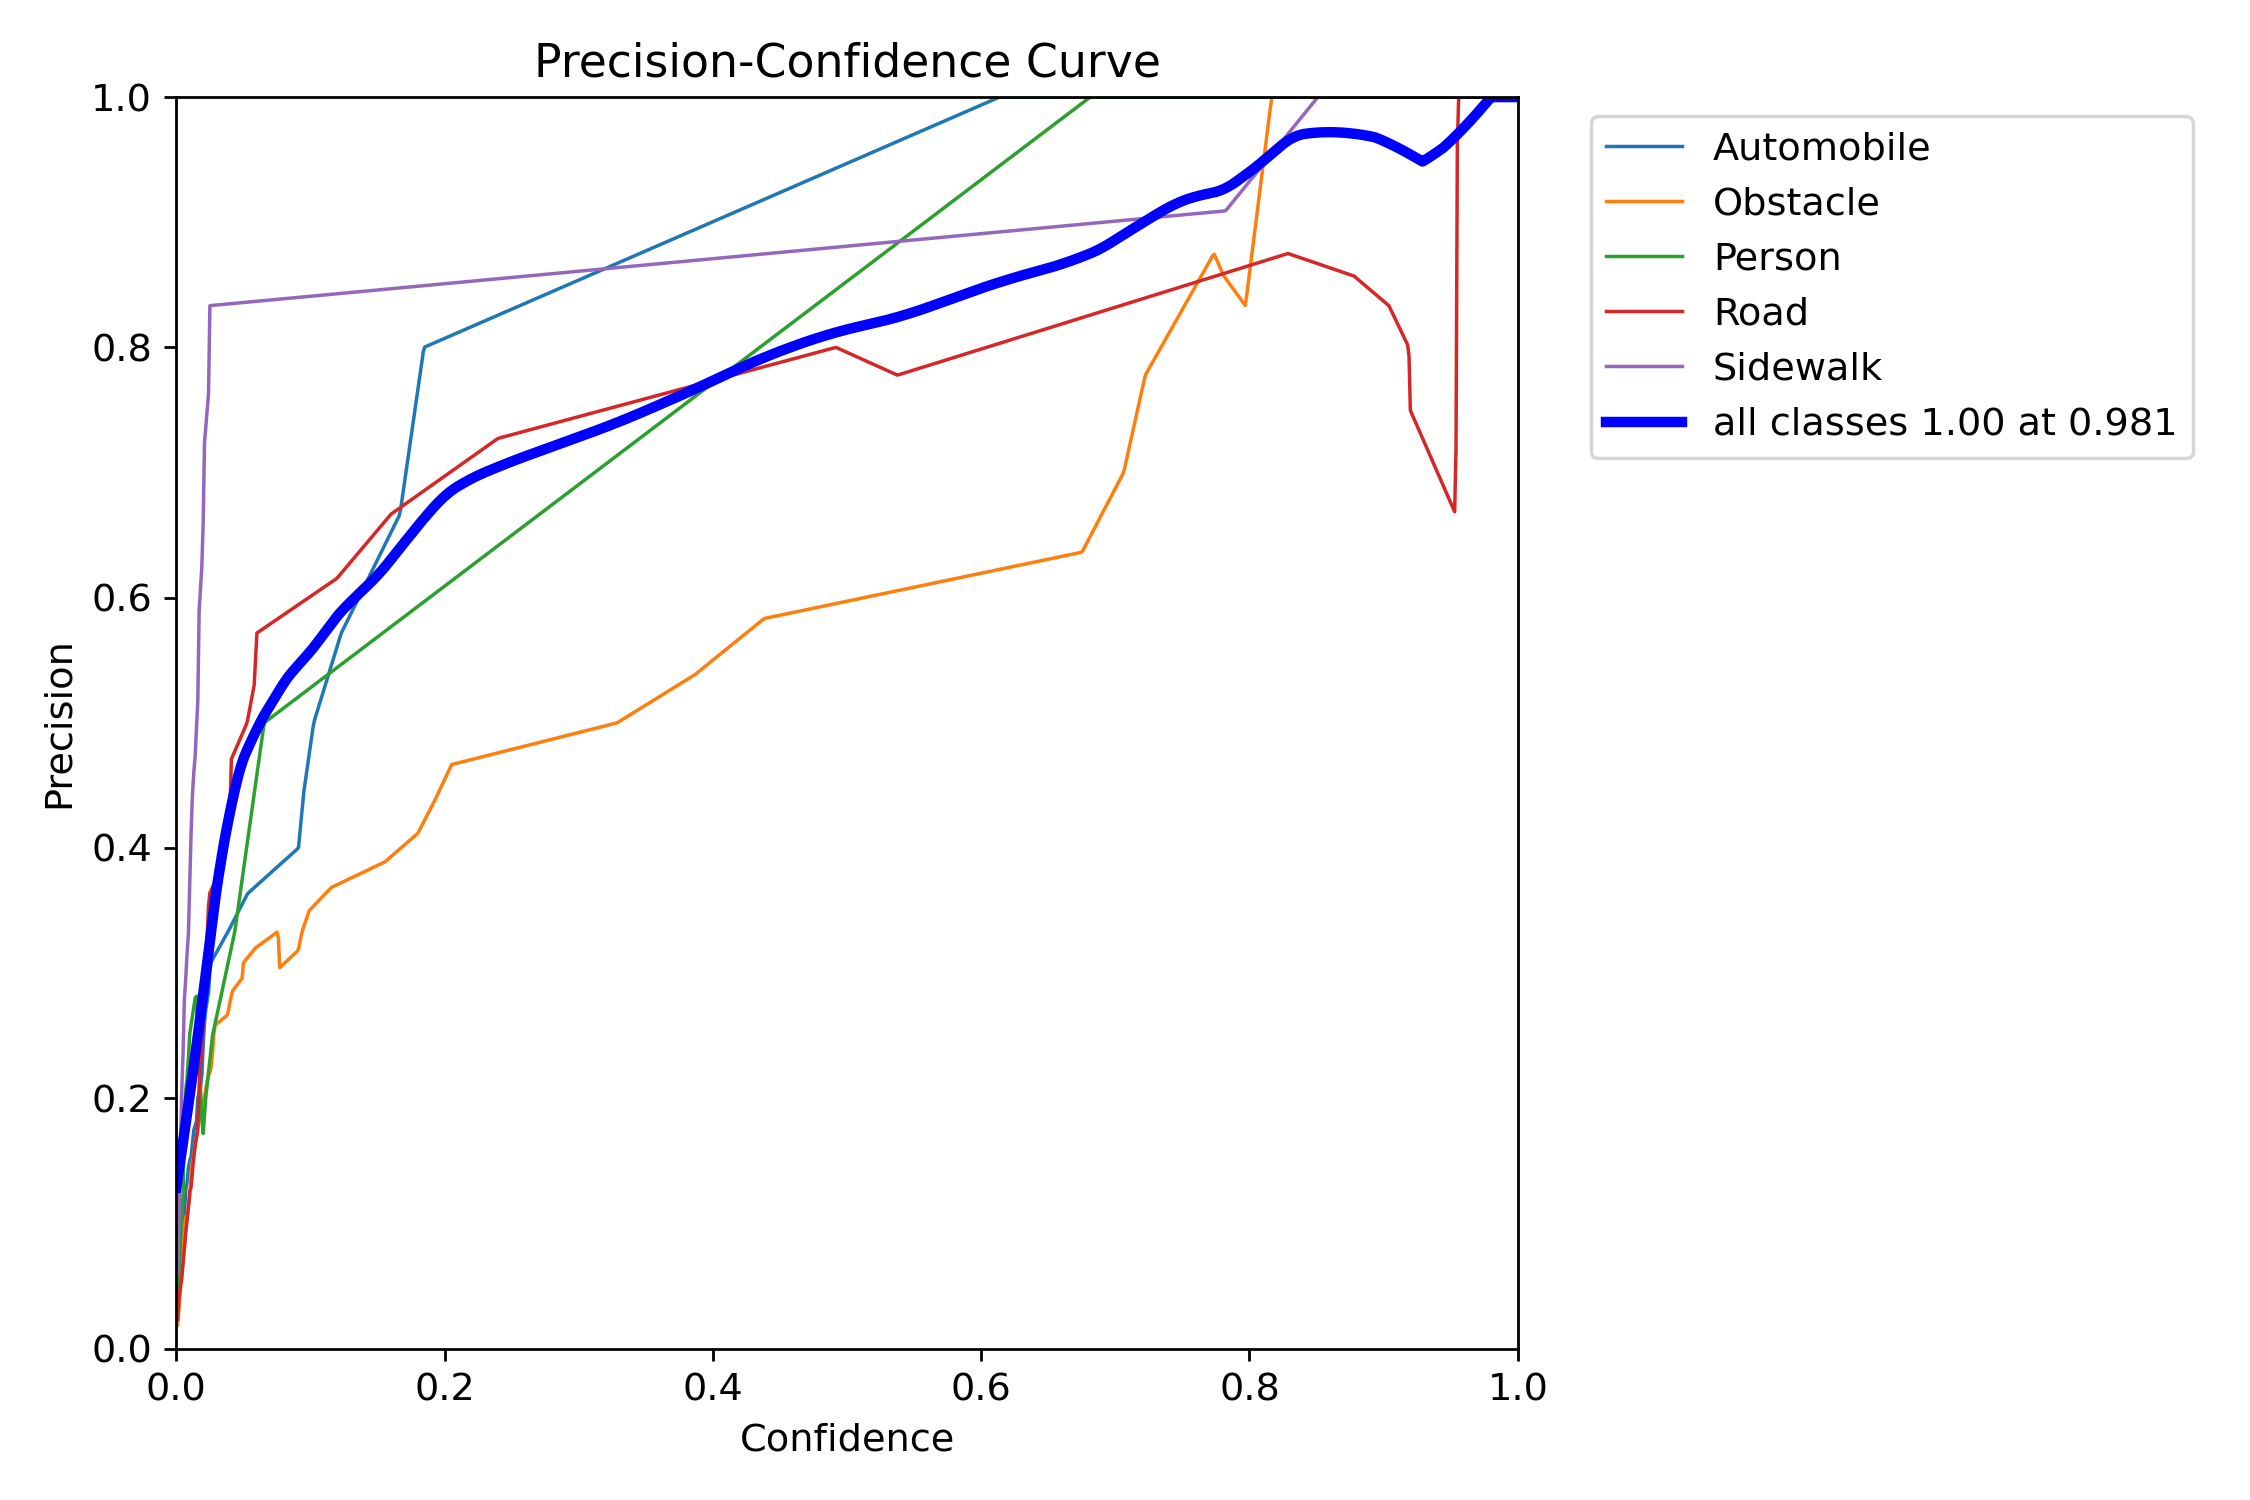 Precision-Confidence Curve
1.0
0.8
0.6
0.4
0.2
0.0
Precision
0.0 0.2 0.4 0.6 0.8 1.0
Confidence
Automobile
Obstacle
Person
Road
Sidewalk
all classes 1.00 at 0.981